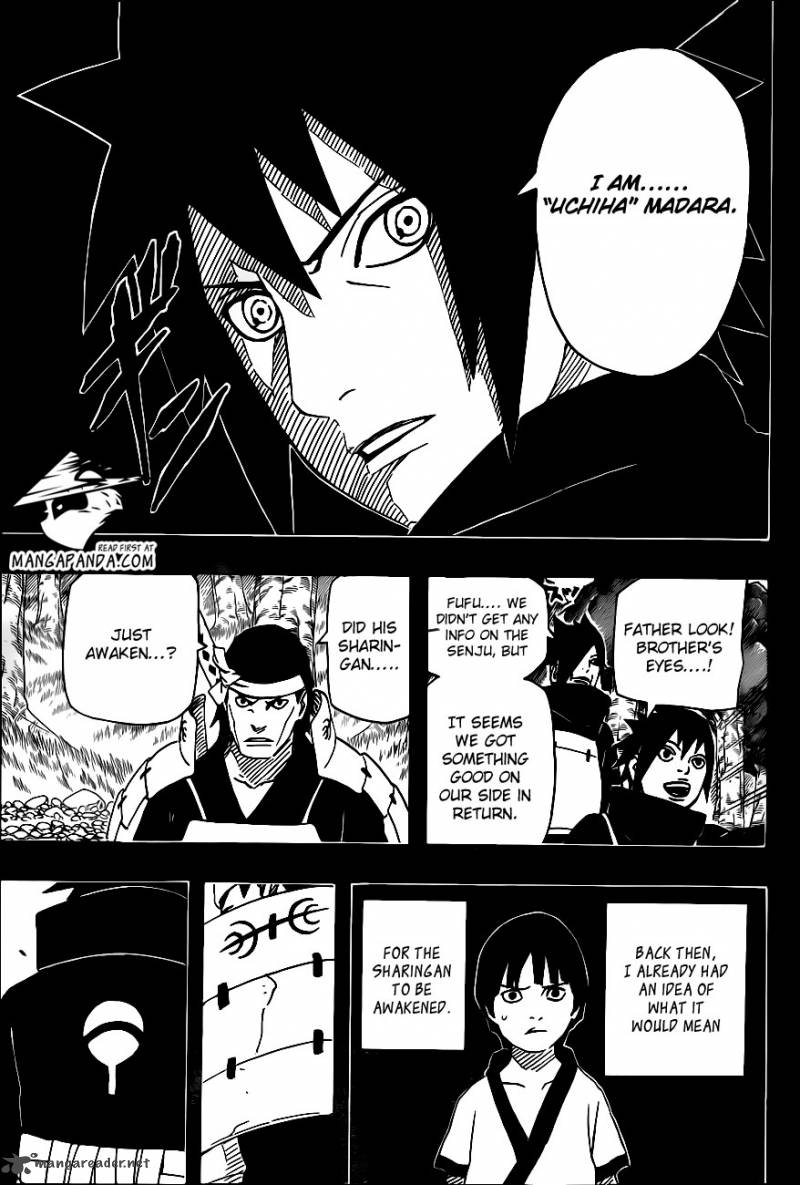 I AM......
"UCHIHA" MADARA.
ギン
READ FIRST AT
MANGAPANDA.COM
FATHER LOOK!
BROTHER'S
EYES....!
FUFU.... WE
DIDN'T GET ANY
INFO ON THE
SENJU, BUT
IT SEEMS
WE GOT
SOMETHING
GOOD ON
OUR SIDE IN
RETURN.
DID HIS
SHARIN-
GAN.....
JUST
AWAKEN...?
BACK THEN,
I ALREADY HAD
AN IDEA OF
WHAT IT
WOULD MEAN
FOR THE
SHARINGAN
TO BE
AWAKENED.
mangareader.net